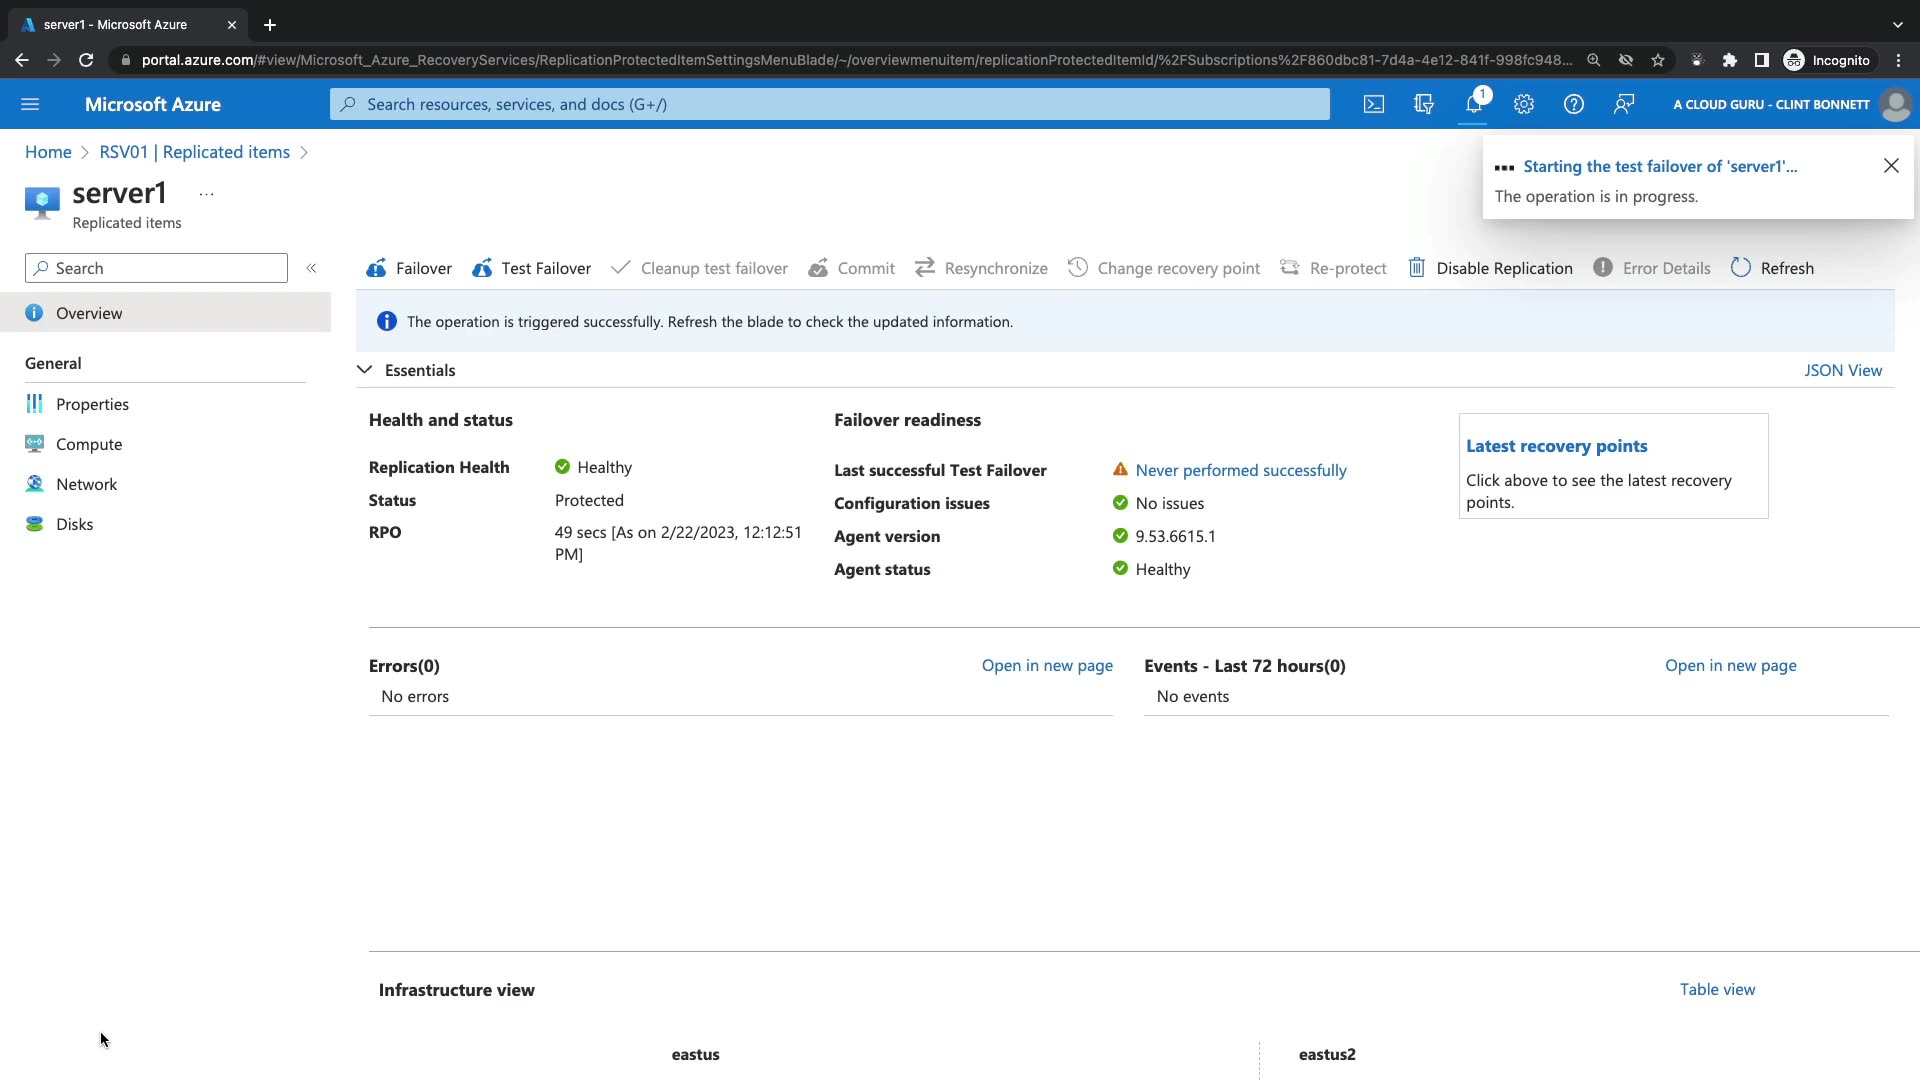 server1 - Microsoft Azure
portal.azure.com/#view/Microsoft_Azure_RecoveryServices/ReplicationProtectedItemSettingsMenuBlade/~/overviewmenuitem/replicationProtectedItemId/%2FSubscriptions%2F860dbc81-7d4a-4e12-841f-998fc948...
Incognito
Microsoft Azure
Search resources, services, and docs (G+/)
1
A CLOUD GURU - CLINT BONNETT
Home > RSV01 | Replicated items >
Starting the test failover of 'server1'...
The operation is in progress.
server1 ...
Replicated items
Search
«
Failover
Test Failover
Cleanup test failover
Commit
Resynchronize
Change recovery point
Re-protect
Disable Replication
Error Details
Refresh
Overview
General
Properties
Compute
Network
Disks
The operation is triggered successfully. Refresh the blade to check the updated information.
Essentials
JSON View
Health and status
Replication Health Healthy
Status Protected
RPO 49 secs [As on 2/22/2023, 12:12:51
PM]
Failover readiness
Last successful Test Failover Never performed successfully
Configuration issues No issues
Agent version 9.53.6615.1
Agent status Healthy
Latest recovery points
Click above to see the latest recovery
points.
Errors(0) Open in new page
No errors
Events - Last 72 hours(0) Open in new page
No events
Infrastructure view
Table view
eastus
eastus2